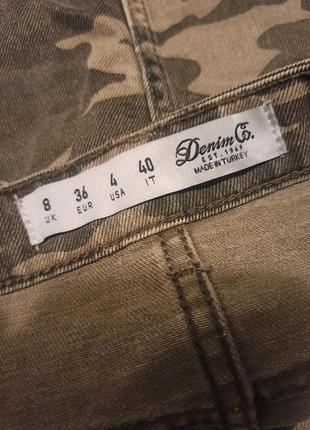 8 36 4 40
UK EUR USA IT
Denim Co.
EST. 1969
MADE IN TURKEY